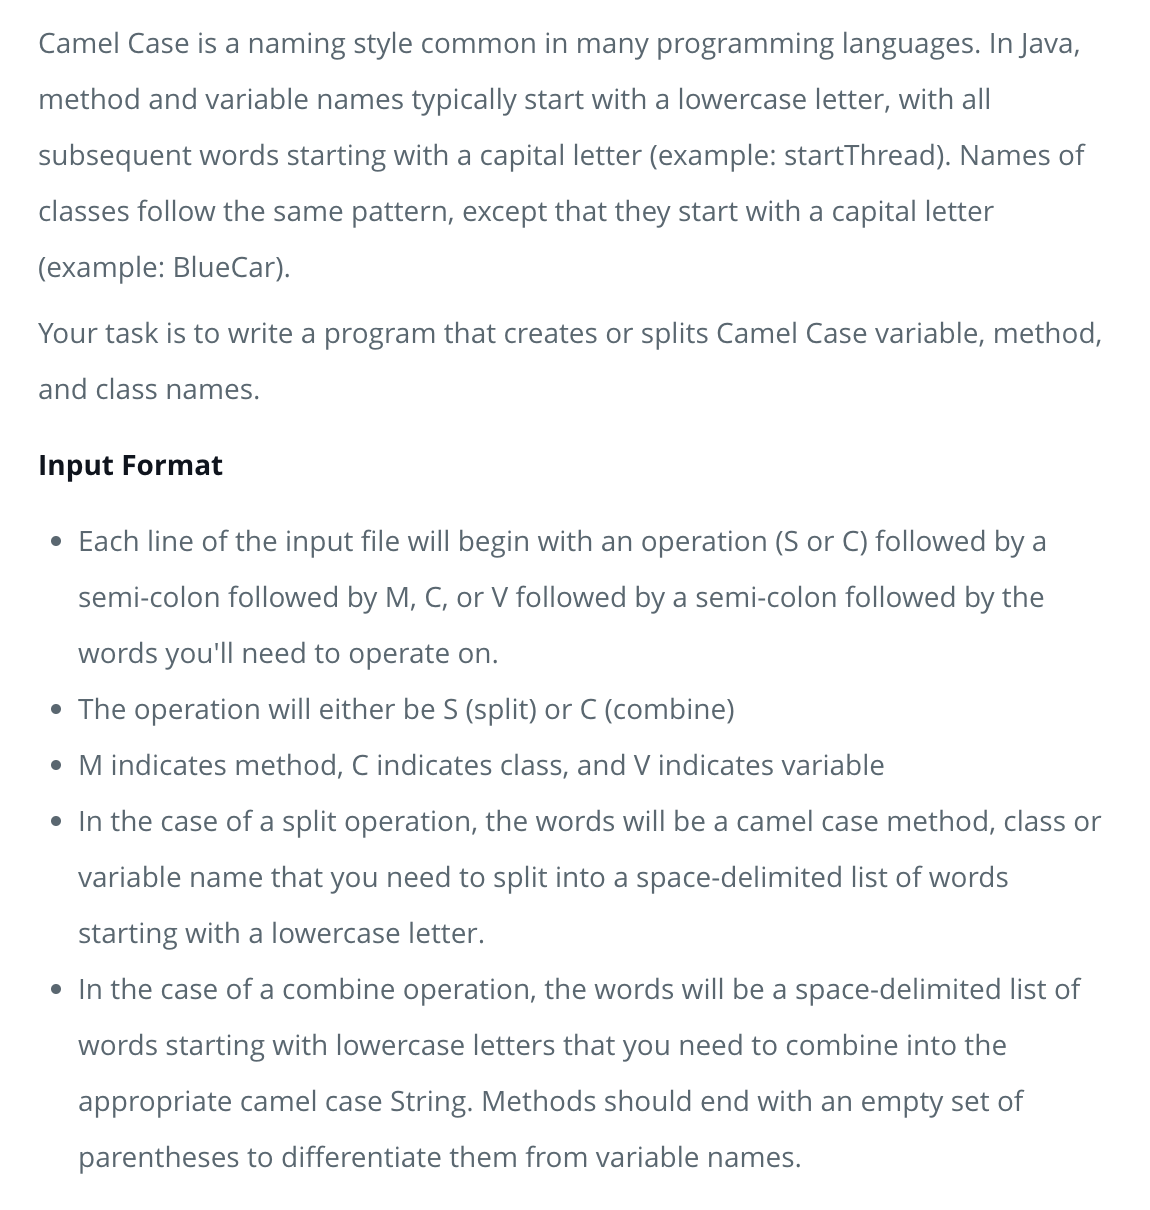 Camel Case is a naming style common in many programming languages. In Java,
method and variable names typically start with a lowercase letter, with all
subsequent words starting with a capital letter (example: startThread). Names of
classes follow the same pattern, except that they start with a capital letter
(example: BlueCar).
Your task is to write a program that creates or splits Camel Case variable, method,
and class names.
Input Format
• Each line of the input file will begin with an operation (S or C) followed by a
semi-colon followed by M, C, or V followed by a semi-colon followed by the
words you'll need to operate on.
• The operation will either be S (split) or C (combine)
• M indicates method, C indicates class, and V indicates variable
• In the case of a split operation, the words will be a camel case method, class or
variable name that you need to split into a space-delimited list of words
starting with a lowercase letter.
• In the case of a combine operation, the words will be a space-delimited list of
words starting with lowercase letters that you need to combine into the
appropriate camel case String. Methods should end with an empty set of
parentheses to differentiate them from variable names.